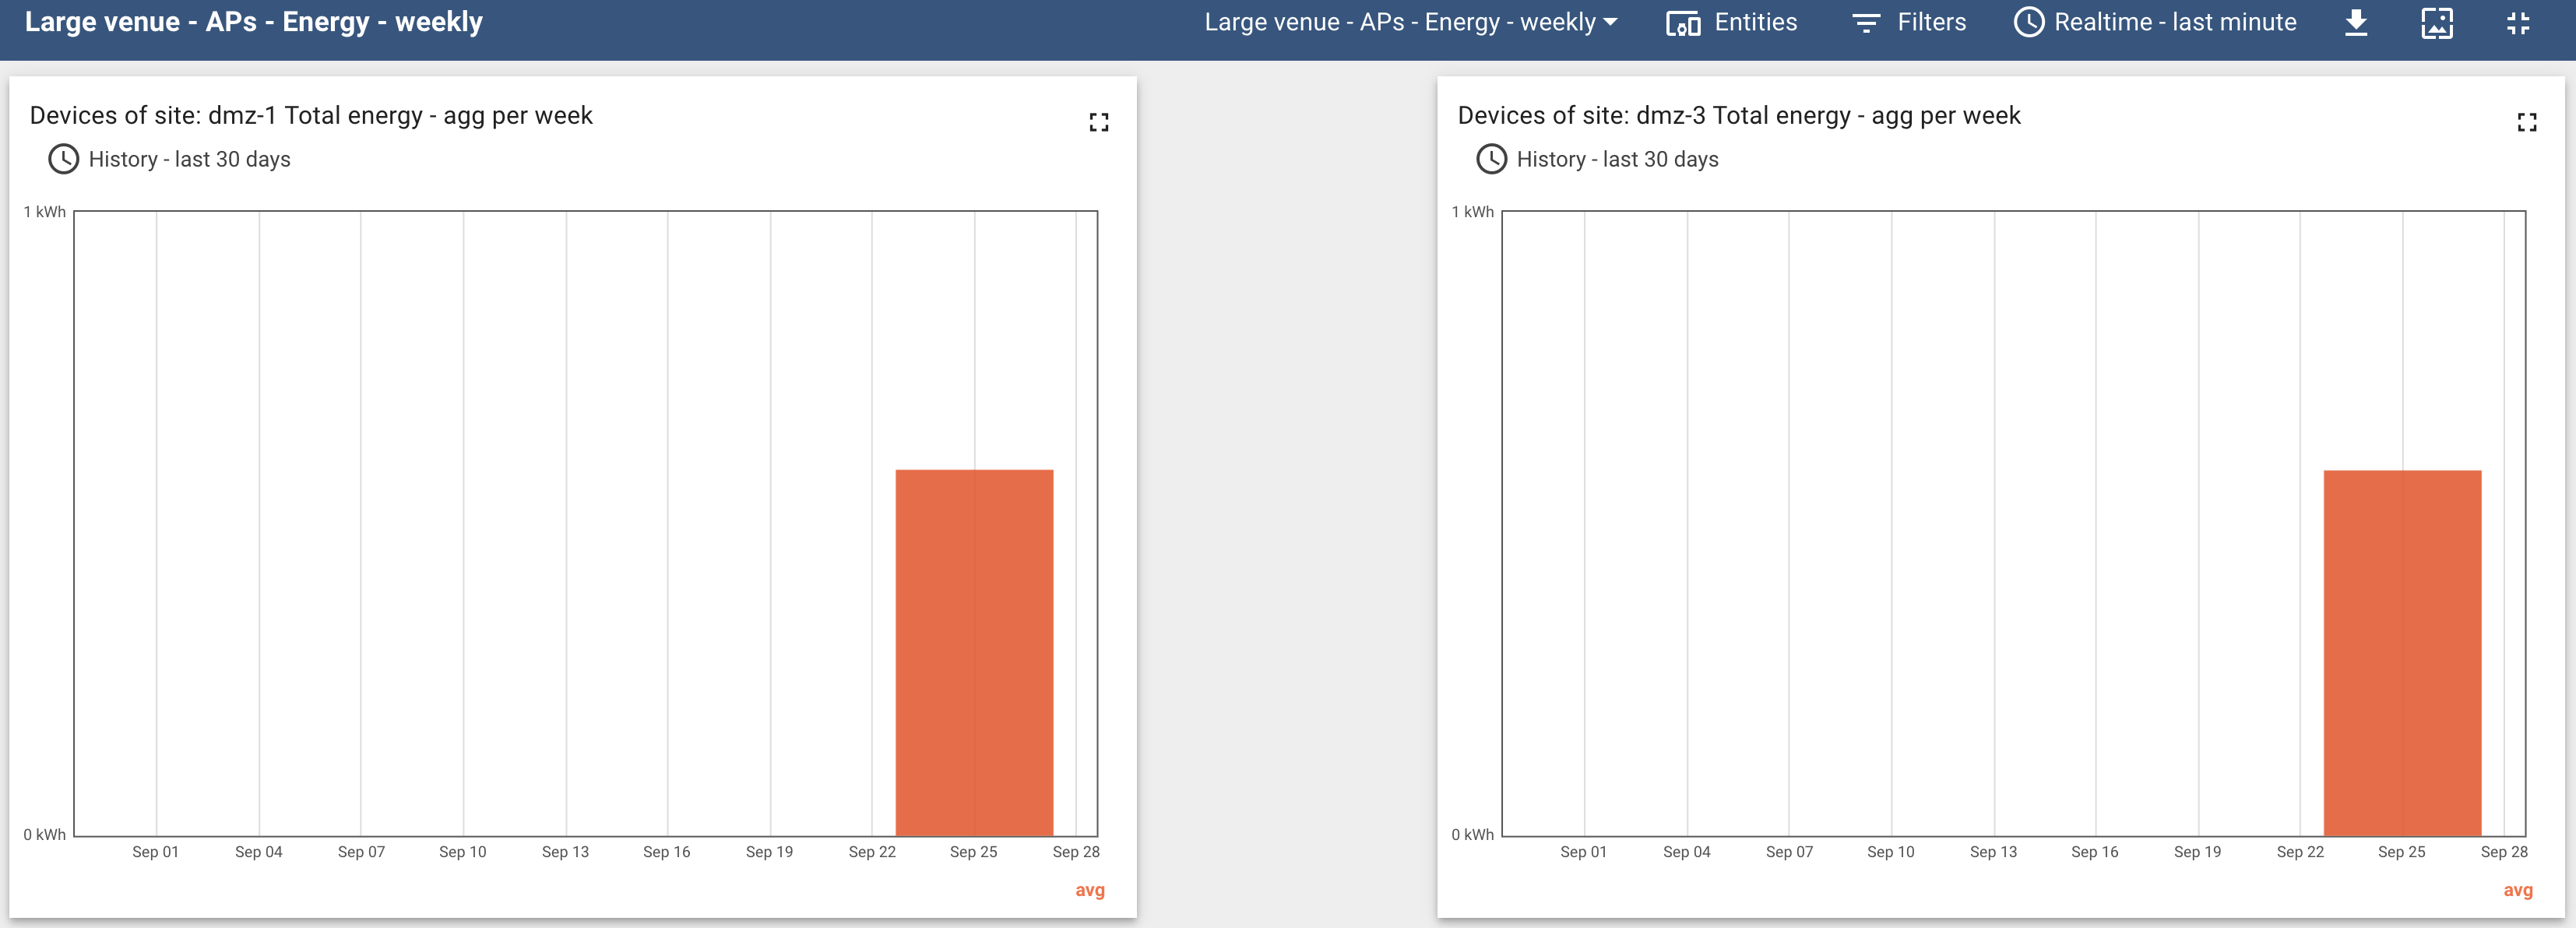 Large venue - APs - Energy - weekly
Large venue - APs - Energy - weekly
Entities
Filters
Realtime - last minute
Devices of site: dmz-1 Total energy - agg per week
History - last 30 days
1 kWh
0 kWh
Sep 01 Sep 04 Sep 07 Sep 10 Sep 13 Sep 16 Sep 19 Sep 22 Sep 25 Sep 28
avg
Devices of site: dmz-3 Total energy - agg per week
History - last 30 days
1 kWh
0 kWh
Sep 01 Sep 04 Sep 07 Sep 10 Sep 13 Sep 16 Sep 19 Sep 22 Sep 25 Sep 28
avg